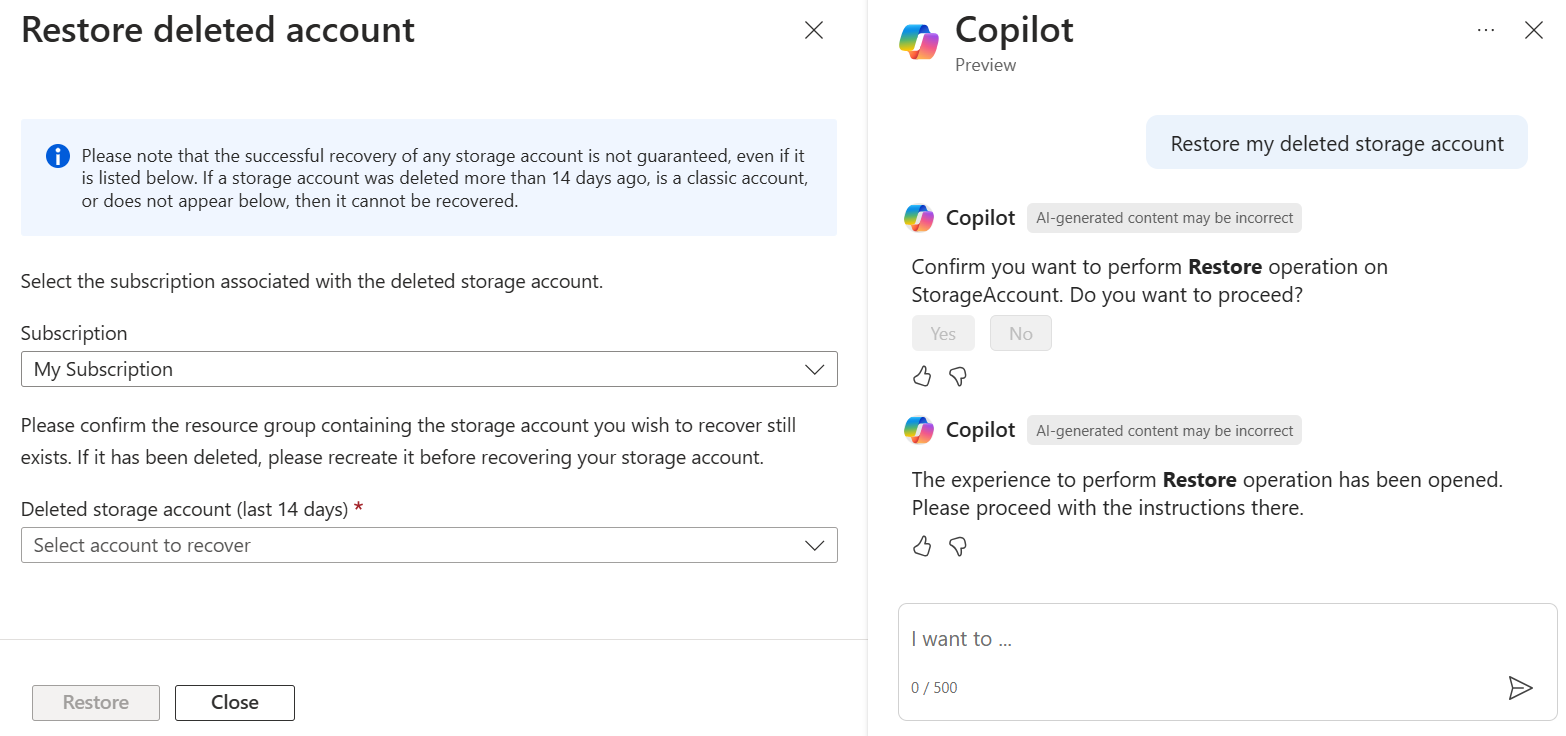 Restore deleted account
Please note that the successful recovery of any storage account is not guaranteed, even if it
is listed below. If a storage account was deleted more than 14 days ago, is a classic account,
or does not appear below, then it cannot be recovered.
Select the subscription associated with the deleted storage account.
Subscription
My Subscription
Please confirm the resource group containing the storage account you wish to recover still
exists. If it has been deleted, please recreate it before recovering your storage account.
Deleted storage account (last 14 days) *
Select account to recover
Restore
Close
Copilot
Preview
Restore my deleted storage account
Copilot AI-generated content may be incorrect
Confirm you want to perform Restore operation on
StorageAccount. Do you want to proceed?
Yes No
Copilot AI-generated content may be incorrect
The experience to perform Restore operation has been opened.
Please proceed with the instructions there.
I want to ...
0 / 500